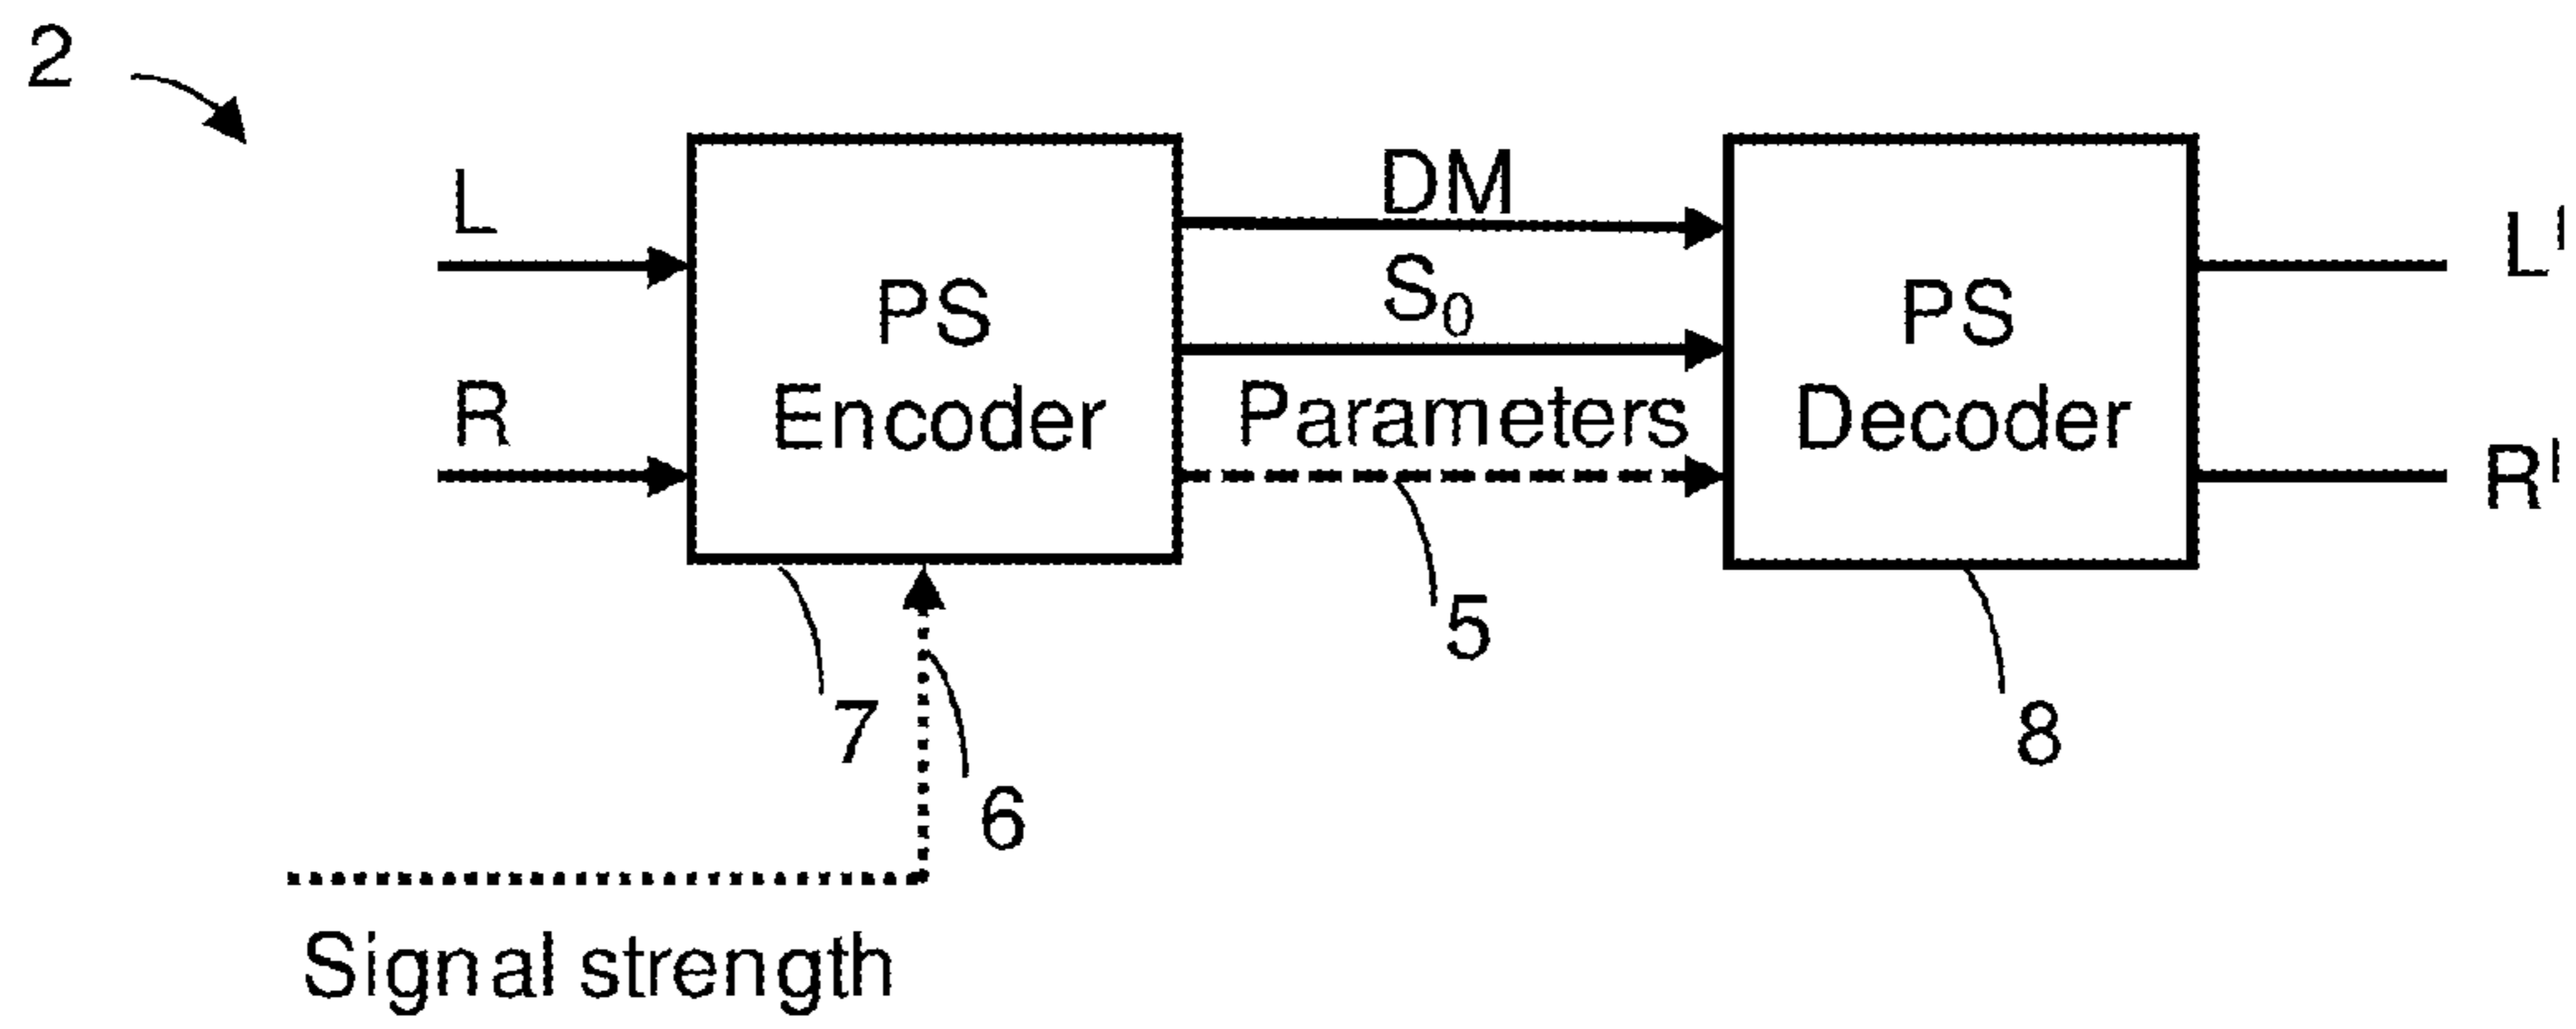 2
L
R
PS
Encoder
DM
S₀
Parameters
PS
Decoder
L'
R'
5
7
6
8
Signal strength